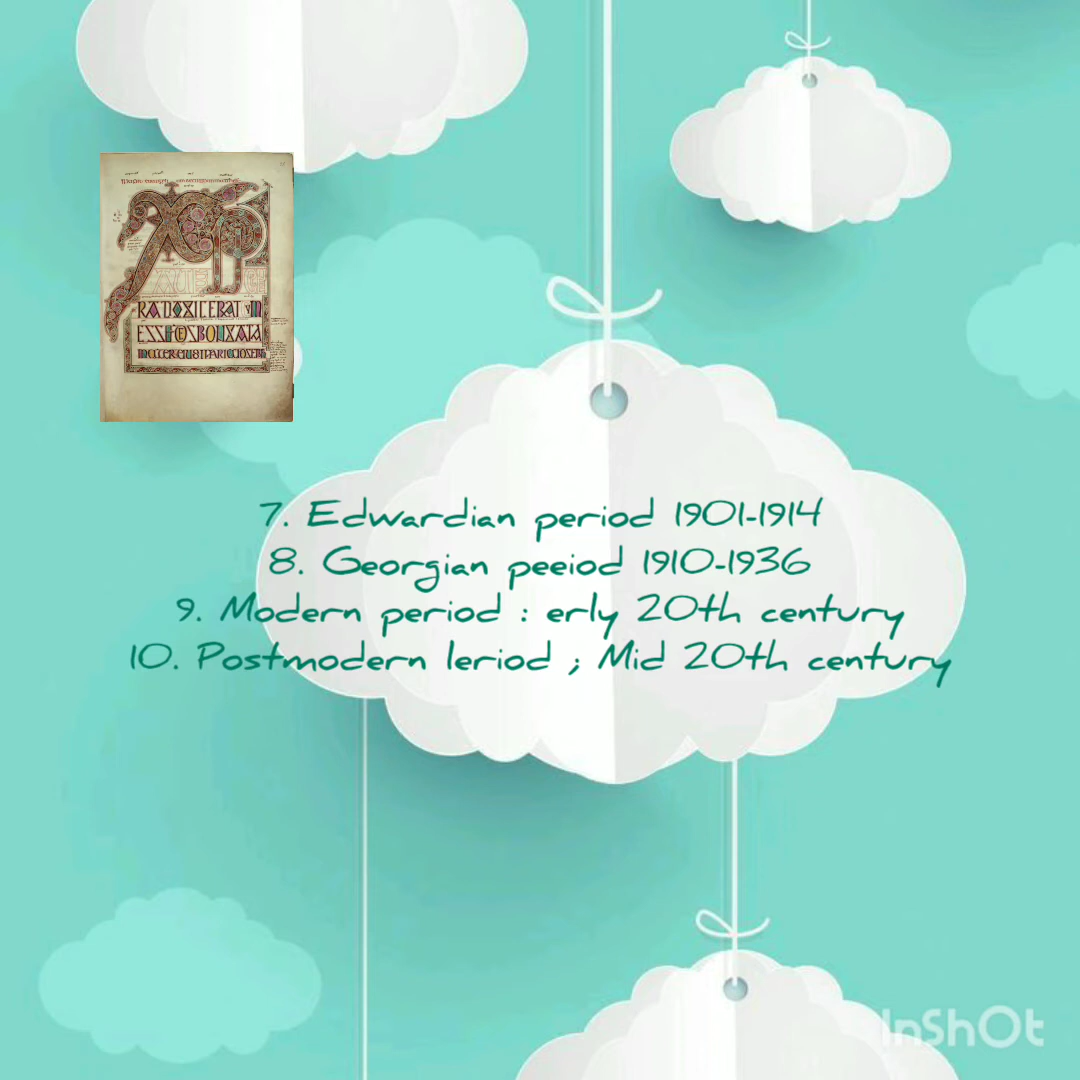 7. Edwardian period 1901-1914
8. Georgian peeiod 1910-1936
9. Modern period : erly 20th century
10. Postmodern leriod ; Mid 20th century
InShOt